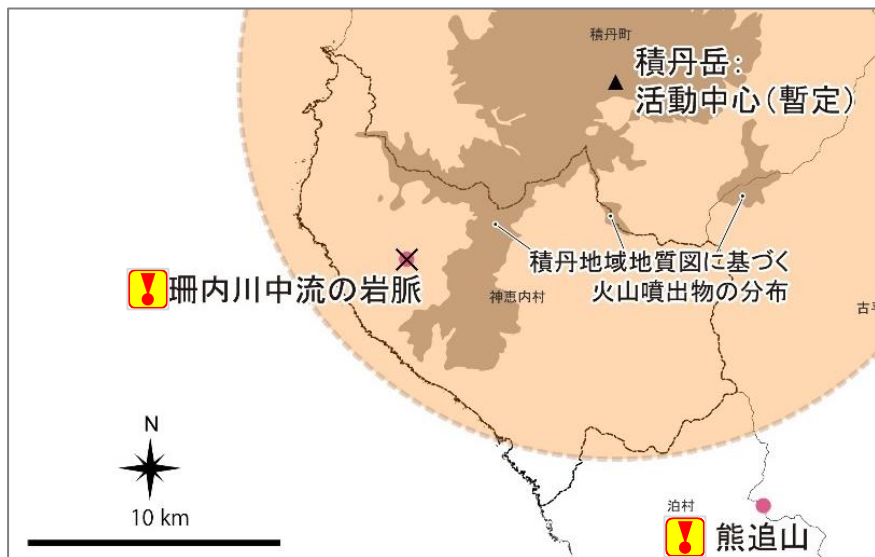 積丹町
積丹岳:
活動中心(暫定)
積丹地域地質図に基づく
火山噴出物の分布
珊内川中流の岩脈
神恵内村
古平
N
10 km
泊村
熊追山